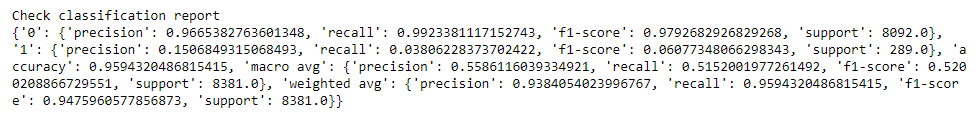 Check classification report
{'0': {'precision': 0.9665382763601348, 'recall': 0.9923381117152743, 'f1-score': 0.9792682926829268, 'support': 8092.0},
'1': {'precision': 0.1506849315068493, 'recall': 0.03806228373702422, 'f1-score': 0.06077348066298343, 'support': 289.0}, 'a
ccuracy': 0.9594320486815415, 'macro avg': {'precision': 0.5586116039334921, 'recall': 0.5152001977261492, 'f1-score': 0.520
0208866729551, 'support': 8381.0}, 'weighted avg': {'precision': 0.9384054023996767, 'recall': 0.9594320486815415, 'f1-scor
e': 0.9475960577856873, 'support': 8381.0}}